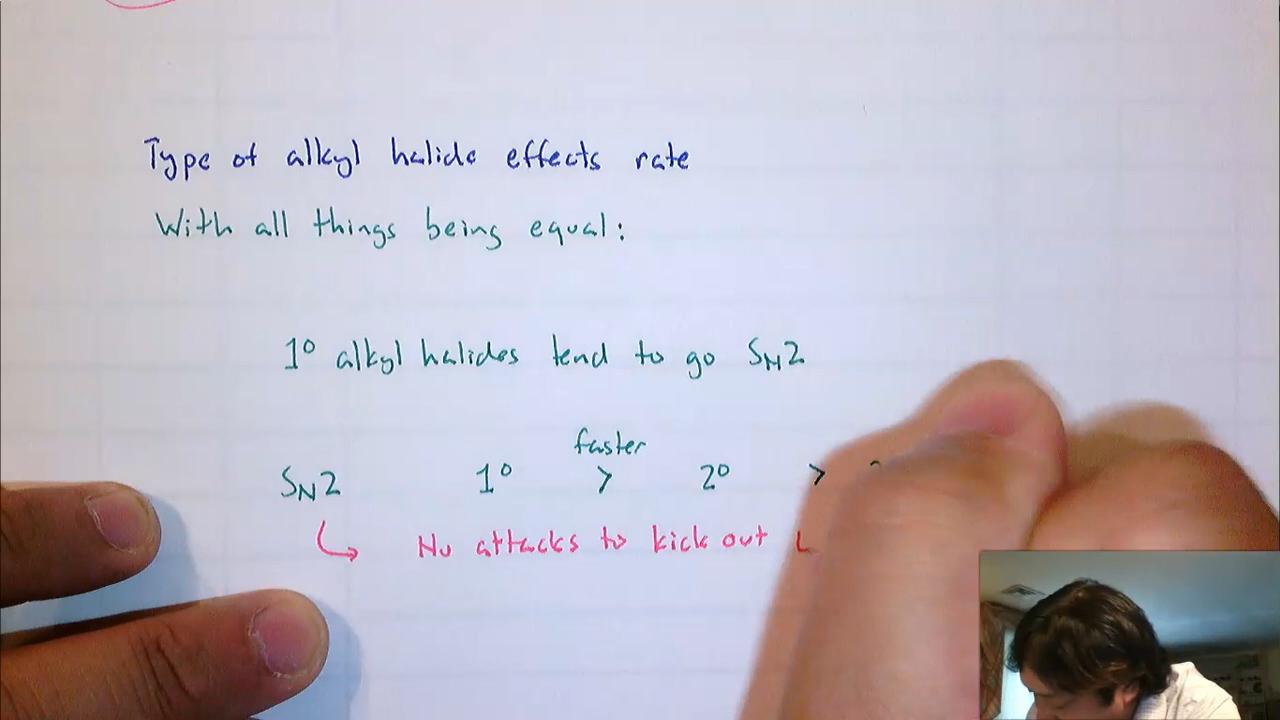 Type of alkyl halide effects rate
With all things being equal:
1° alkyl halides tend to go SN2
faster
SN2 1° > 2° >
Nu attacks to kick out